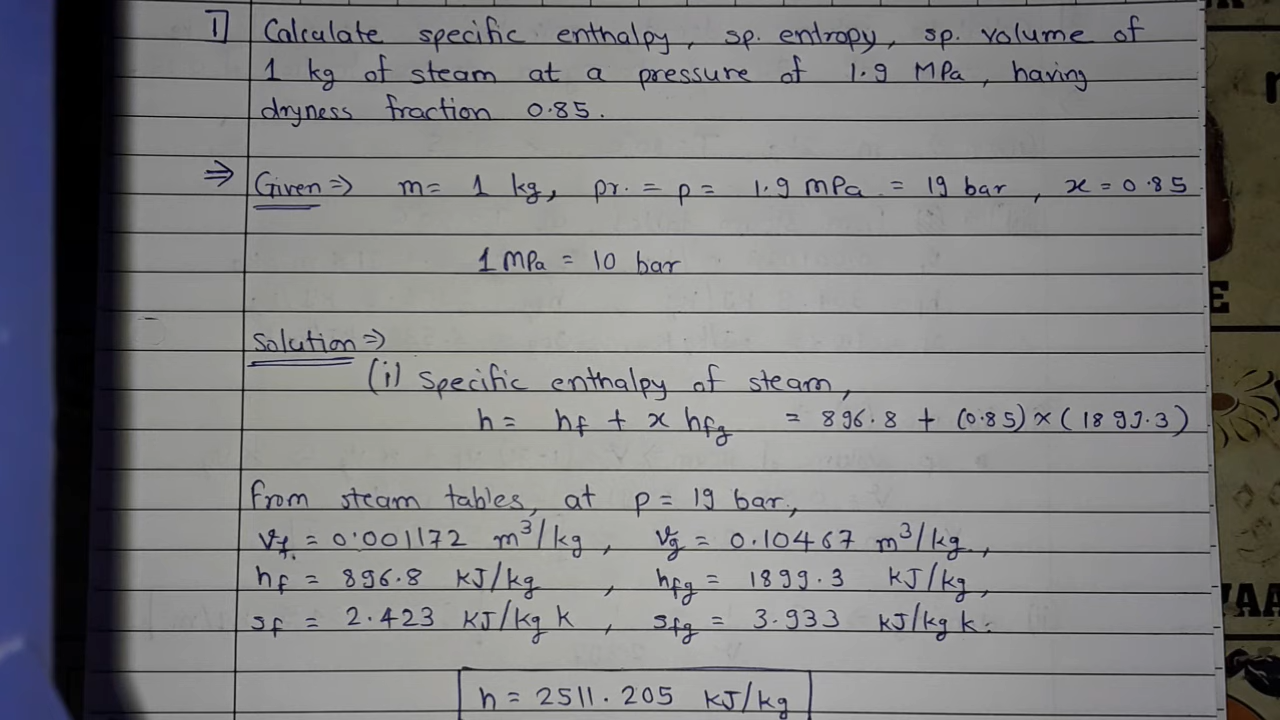 1] Calculate specific enthalpy, sp. entropy, sp. volume of
1 kg of steam at a pressure of 1.9 MPa, having
dryness fraction 0.85.
⇒ Given ⇒ m = 1 kg, pr. = p = 1.9 mPa = 19 bar, x = 0.85
1 MPa = 10 bar
Solution ⇒
(i) Specific enthalpy of steam,
h = hf + x hfg = 896.8 + (0.85) × (1899.3)
From steam tables, at p = 19 bar,
vf = 0.001172 m³/kg, vg = 0.10467 m³/kg,
hf = 896.8 KJ/kg, hfg = 1899.3 KJ/kg,
sf = 2.423 KJ/kg k, sfg = 3.933 KJ/kg k.
h = 2511.205 KJ/kg
E
YAA